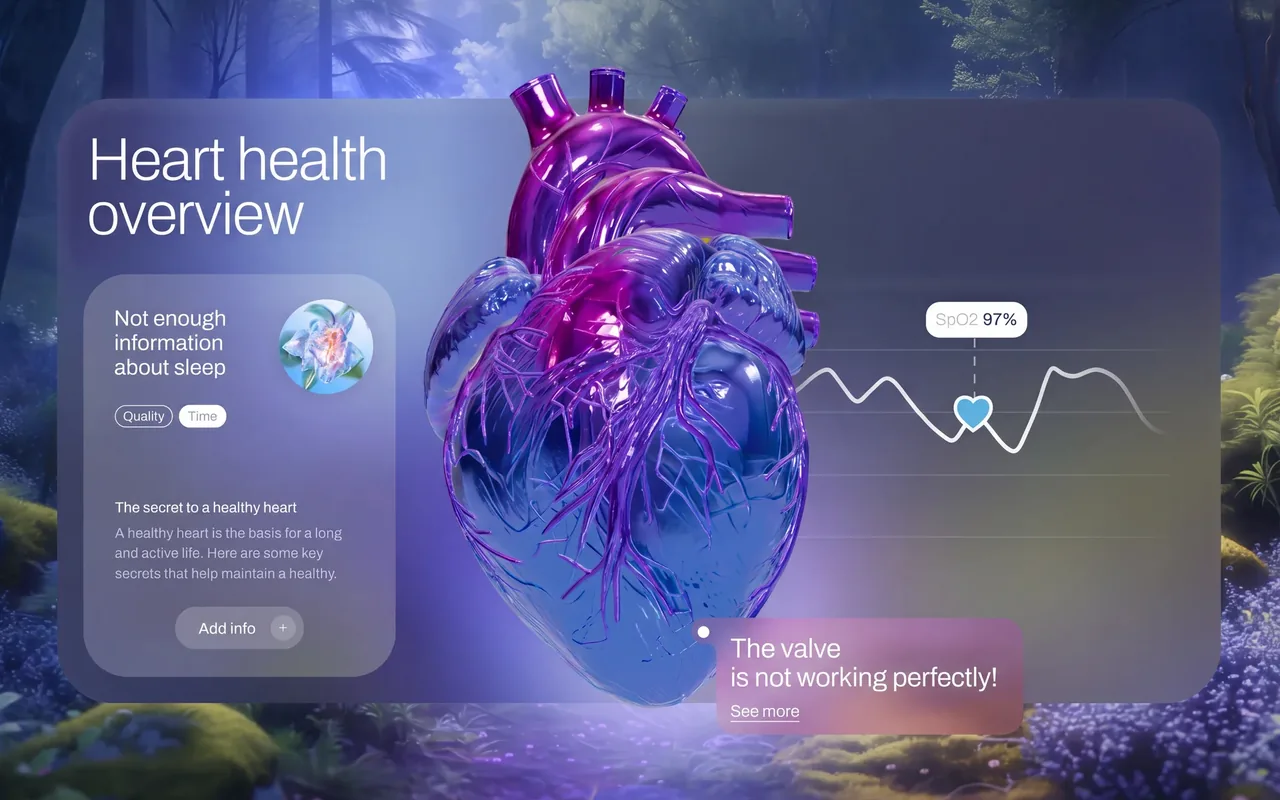 Heart health
overview
Not enough
information
about sleep
Quality Time
The secret to a healthy heart
A healthy heart is the basis for a long
and active life. Here are some key
secrets that help maintain a healthy.
Add info +
SpO2 97%
The valve
is not working perfectly!
See more